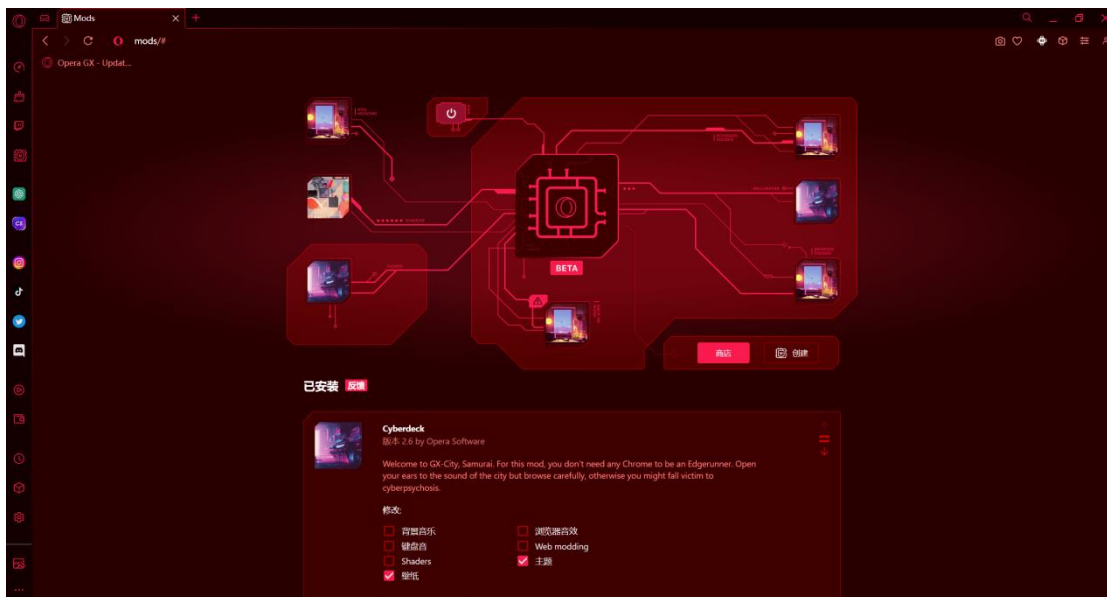 Mods
mods/#
Opera GX - Updat...
BETA
商店
创建
已安装 反馈
Cyberdeck
版本 2.6 by Opera Software
Welcome to GX-City, Samurai. For this mod, you don't need any Chrome to be an Edgerunner. Open
your ears to the sound of the city but browse carefully, otherwise you might fall victim to
cyberpsychosis.
修改:
背景音乐 浏览器音效
键盘音 Web modding
Shaders 主题
壁纸